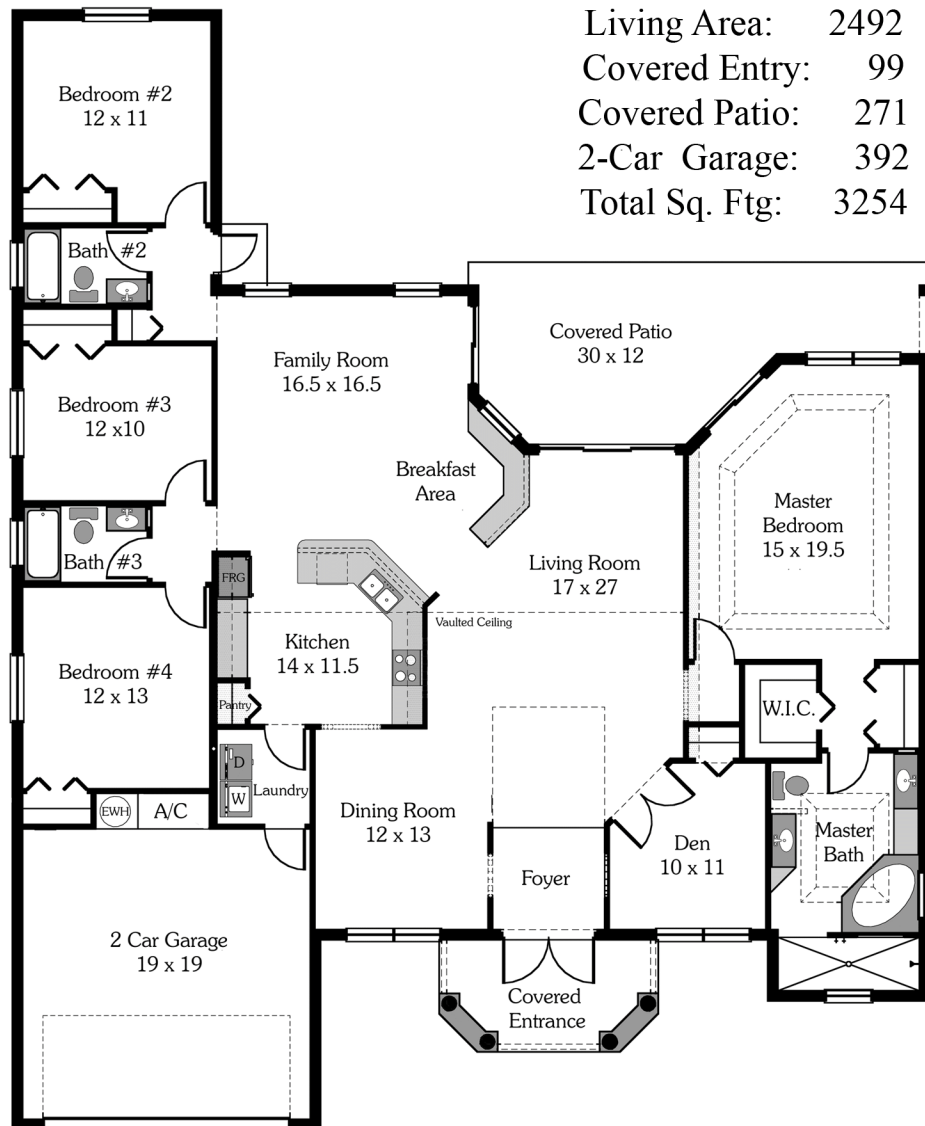 Living Area: 2492
Covered Entry: 99
Covered Patio: 271
2-Car Garage: 392
Total Sq. Ftg: 3254
Bedroom #2
12 x 11
Bath #2
Covered Patio
30 x 12
Family Room
16.5 x 16.5
Bedroom #3
12 x10
Breakfast
Area
Master
Bedroom
15 x 19.5
Bath #3
FRG
Living Room
17 x 27
Vaulted Ceiling
Kitchen
14 x 11.5
Bedroom #4
12 x 13
Pantry
W.I.C.
D
W
Laundry
EWH
A/C
Dining Room
12 x 13
Den
10 x 11
Master
Bath
Foyer
2 Car Garage
19 x 19
Covered
Entrance